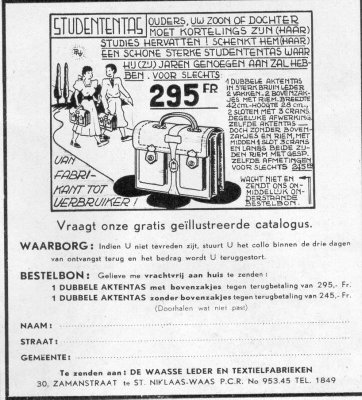 STUDENTENTAS
OUDERS, UW ZOON OF DOCHTER
MOET KORTELINGS ZIJN (HAAR)
STUDIES HERVATTEN! SCHENKT HEM (HAAR)
EEN SCHONE STERKE STUDENTENTAS WAAR
HIJ (ZIJ) JAREN GENOEGEN AAN ZAL HEB
BEN. VOOR SLECHTS
295 FR
1 DUBBELE AKTENTAS
IN STERK BRUIN LEDER
2 VAKKEN, 2 BOVENZAK-
JES MET RIEM. BREEDTE
42 CM. HOOGTE 28 CM.,
2 SLOTEN MET 3 CRANS
DEGELIJKE AFWERKING.
ZELFDE AKTENTAS
DOCH ZONDER BOVEN-
ZAKJES EN RIEM, MET
MIDDEN 1 SLOT 3 CRANS
EN LANGS BEIDE ZIJ-
DEN RIEM MET GESP.
ZELFDE AFMETINGEN
VOOR SLECHTS 245 FR
WACHT NIET EN
ZENDT ONS ON-
MIDDELLIJK ON-
DERSTAANDE
BESTELBON.
VAN
FABRI-
KANT TOT
VERBRUIKER!
Vraagt onze gratis geïllustreerde catalogus.
WAARBORG: Indien U niet tevreden zijt, stuurt U het collo binnen de drie dagen
van ontvangst terug en het bedrag wordt U teruggestort.
BESTELBON: Gelieve me vrachtvrij aan huis te zenden:
1 DUBBELE AKTENTAS met bovenzakjes tegen terugbetaling van 295,- Fr.
1 DUBBELE AKTENTAS zonder bovenzakjes tegen terugbetaling van 245,- Fr.
(Doorhalen wat niet past)
NAAM:
STRAAT:
GEMEENTE:
Te zenden aan: DE WAASSE LEDER EN TEXTIELFABRIEKEN
30, ZAMANSTRAAT te ST. NIKLAAS-WAAS P.C.R. No 953.45 TEL. 1849